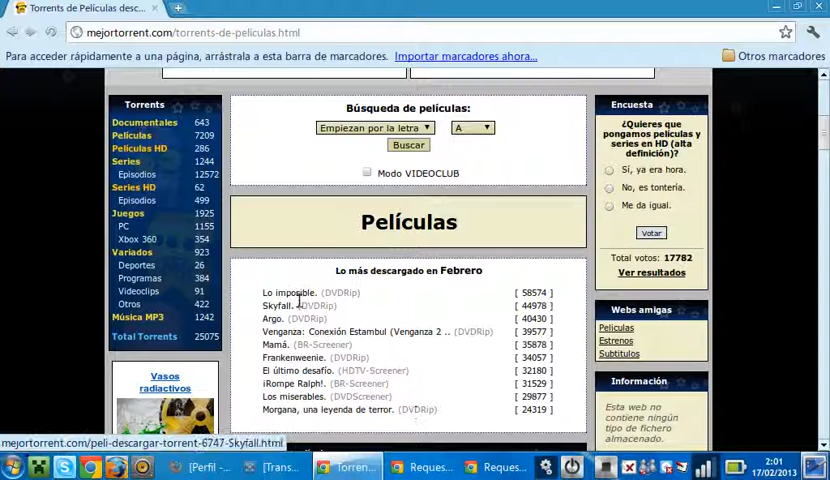 Torrents de Películas desc...
mejortorrent.com/torrents-de-peliculas.html
Para acceder rápidamente a una página, arrástrala a esta barra de marcadores. Importar marcadores ahora... Otros marcadores
Torrents
Documentales 643
Películas 7209
Películas HD 286
Series 1244
Episodios 12572
Series HD 62
Episodios 499
Juegos 1925
PC 1155
Xbox 360 354
Variados 923
Deportes 26
Programas 384
Videoclips 91
Otros 422
Música MP3 1242
Total Torrents 25075
Vasos
radiactivos
Búsqueda de películas:
Empiezan por la letra A
Buscar
Modo VIDEOCLUB
Películas
Lo más descargado en Febrero
Lo imposible. (DVDRip) [ 58574 ]
Skyfall. (DVDRip) [ 44978 ]
Argo. (DVDRip) [ 40430 ]
Venganza: Conexión Estambul (Venganza 2 .. (DVDRip) [ 39577 ]
Mamá. (BR-Screener) [ 35878 ]
Frankenweenie. (DVDRip) [ 34057 ]
El último desafío. (HDTV-Screener) [ 32180 ]
¡Rompe Ralph!. (BR-Screener) [ 31529 ]
Los miserables. (DVDScreener) [ 29877 ]
Morgana, una leyenda de terror. (DVDRip) [ 24319 ]
Encuesta
¿Quieres que
pongamos peliculas y
series en HD (alta
definición)?
Sí, ya era hora.
No, es tontería.
Me da igual.
Votar
Total votos: 17782
Ver resultados
Webs amigas
Peliculas
Estrenos
Subtitulos
Información
Esta web no
contiene ningún
tipo de fichero
almacenado.
mejortorrent.com/peli-descargar-torrent-6747-Skyfall.html
[Perfil - [Trans... Torren... Reques... Reques... 2:01
17/02/2013